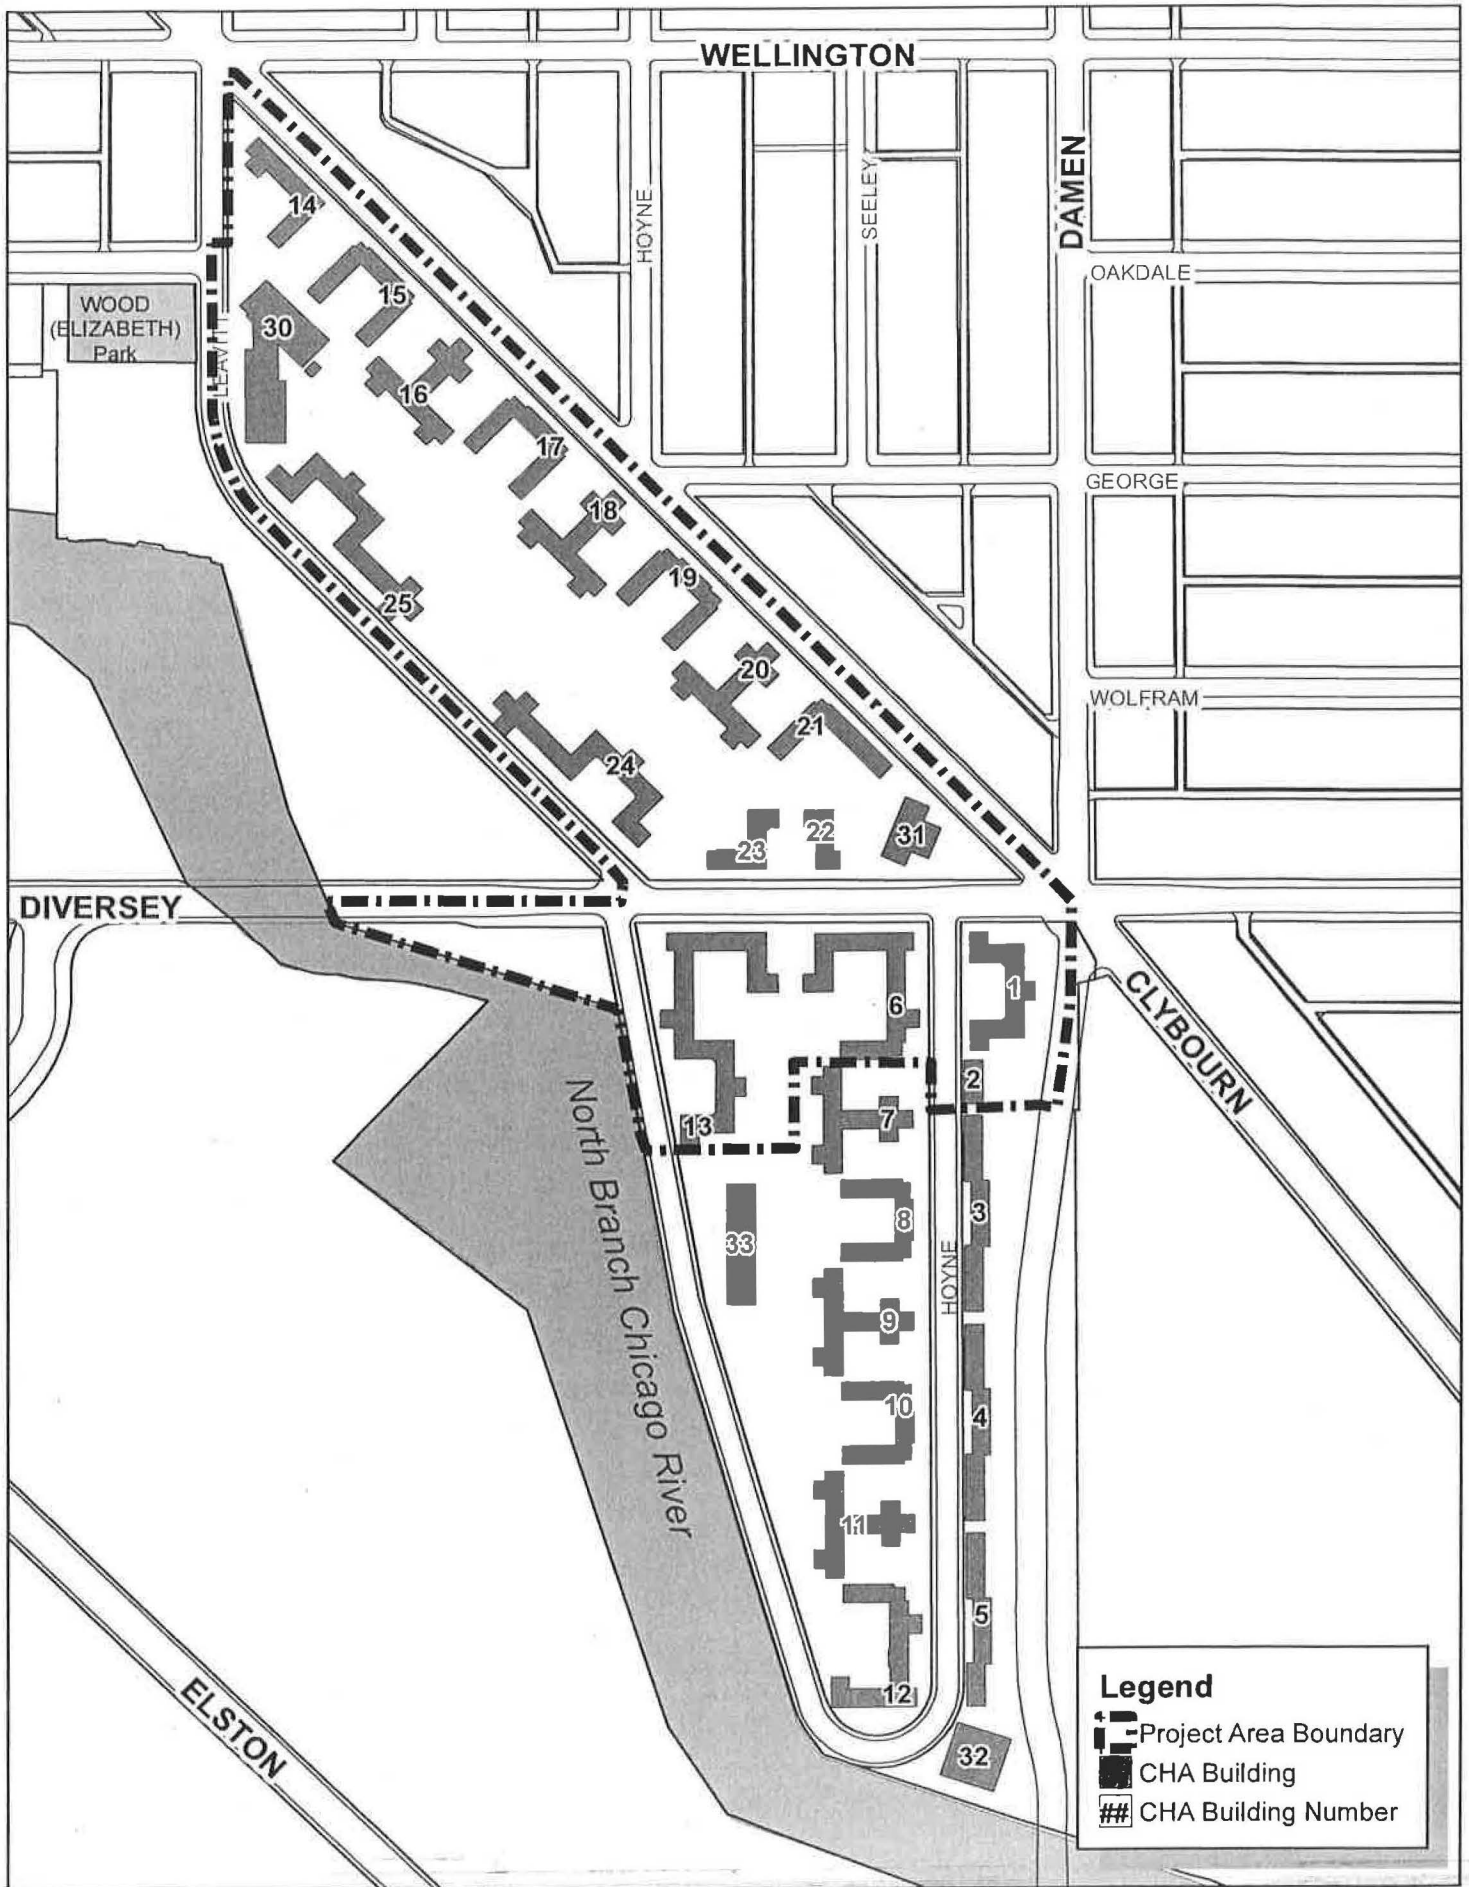 WELLINGTON
HOYNE
SEELEY
DAMEN
OAKDALE
14
15
WOOD
(ELIZABETH)
Park
30
LEAVITT
16
17
GEORGE
18
19
25
20
WOLFRAM
21
24
31
22
23
DIVERSEY
1
6
CLYBOURN
2
7
13
North Branch Chicago River
3
8
33
HOYNE
9
10
4
11
5
12
ELSTON
32
Legend
Project Area Boundary
CHA Building
## CHA Building Number